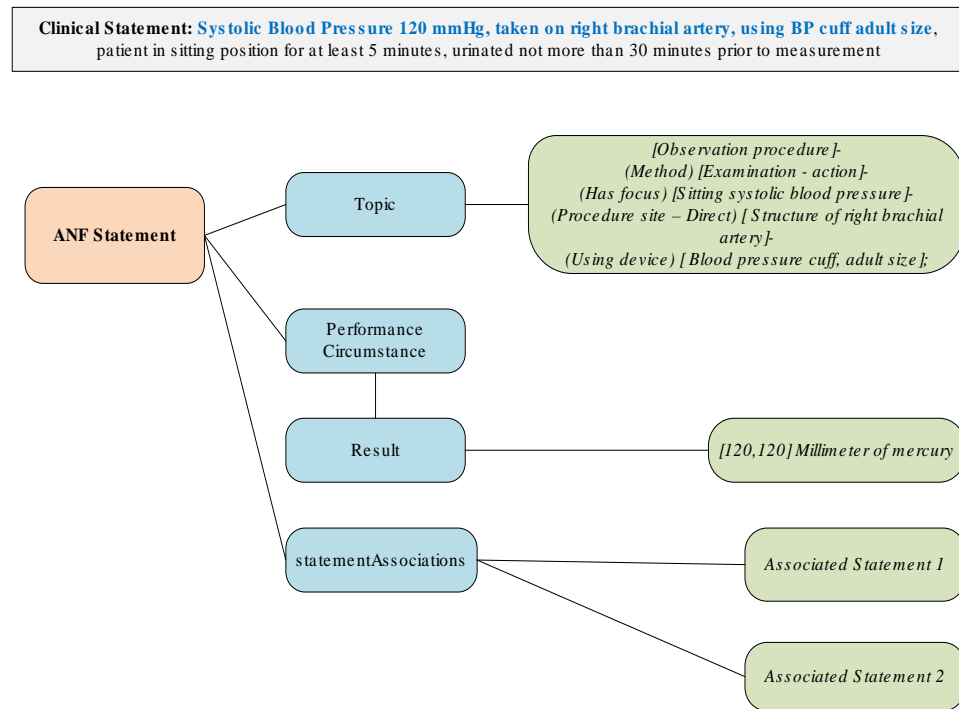 Clinical Statement: Systolic Blood Pressure 120 mmHg, taken on right brachial artery, using BP cuff adult size,
patient in sitting position for at least 5 minutes, urinated not more than 30 minutes prior to measurement
[Observation procedure]-
(Method) [Examination - action]-
(Has focus) [Sitting systolic blood pressure]-
(Procedure site – Direct) [ Structure of right brachial
artery]-
(Using device) [ Blood pressure cuff, adult size];
Topic
ANF Statement
Performance
Circumstance
Result
[120,120] Millimeter of mercury
statementAssociations
Associated Statement 1
Associated Statement 2